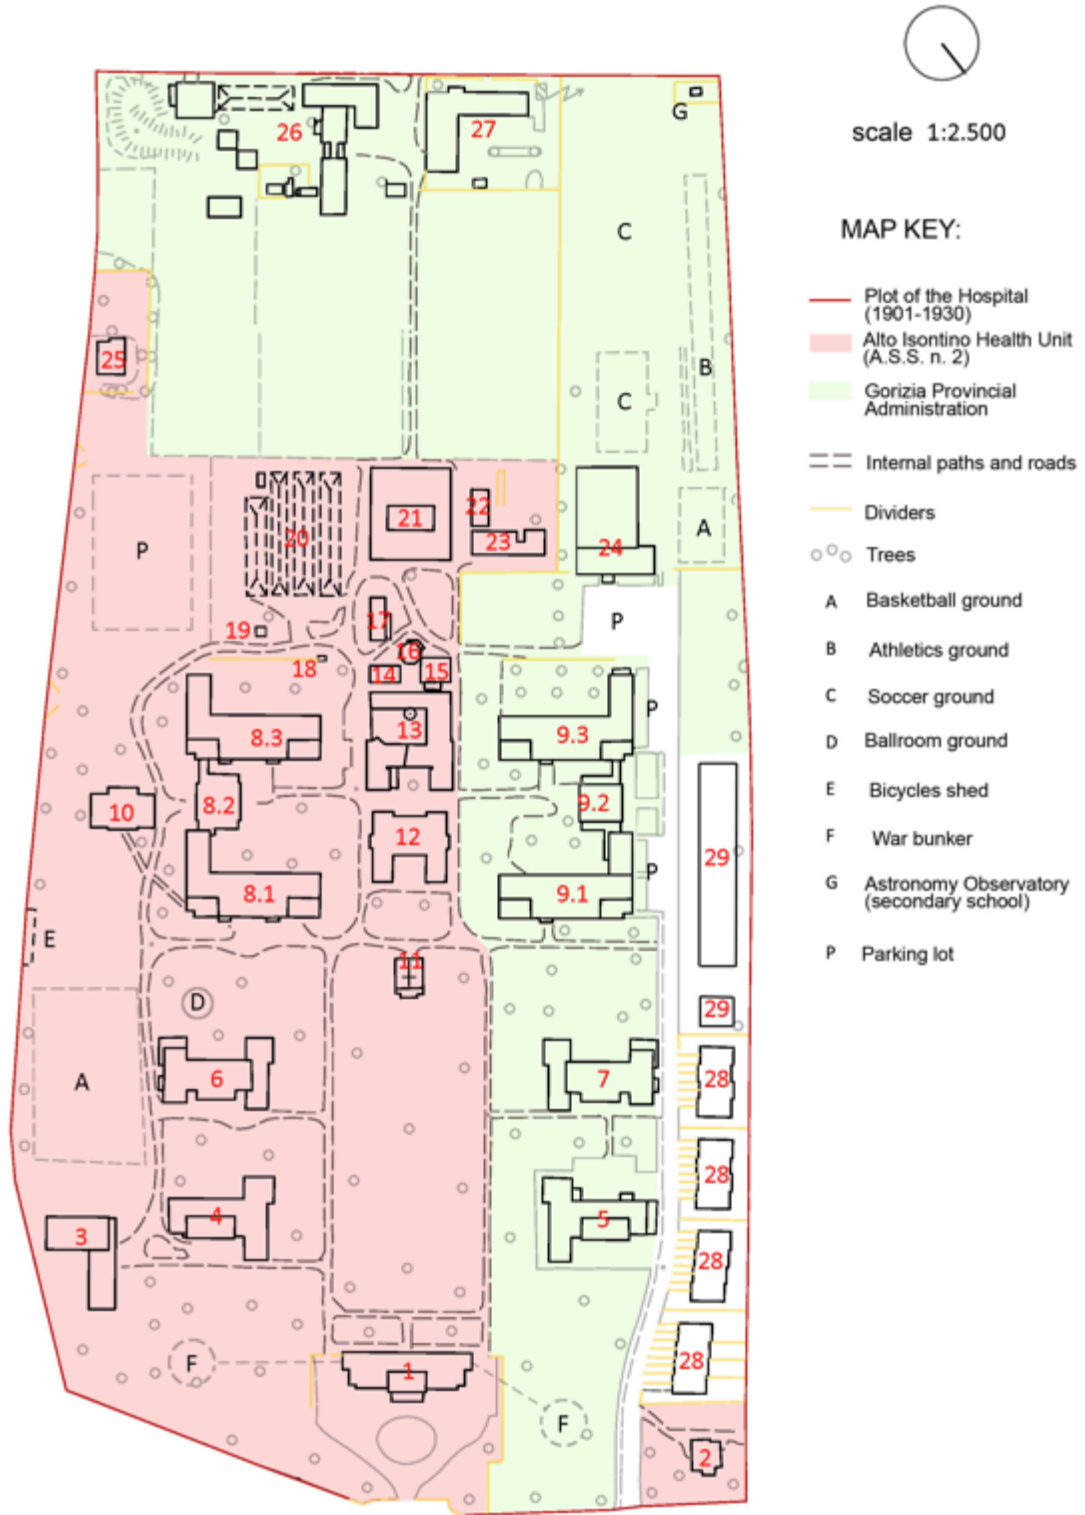 scale 1:2.500
MAP KEY:
Plot of the Hospital
(1901-1930)
Alto Isontino Health Unit
(A.S.S. n. 2)
Gorizia Provincial
Administration
Internal paths and roads
Dividers
Trees
A Basketball ground
B Athletics ground
C Soccer ground
D Ballroom ground
E Bicycles shed
F War bunker
G Astronomy Observatory
(secondary school)
P Parking lot
G
26
27
C
25
B
C
22
21
20
23
24
A
P
17
P
19
16
18
14
15
P
13
8.3
9.3
10
8.2
9.2
12
29
P
8.1
9.1
E
11
D
29
6
7
28
A
28
4
5
3
28
F
1
28
F
2